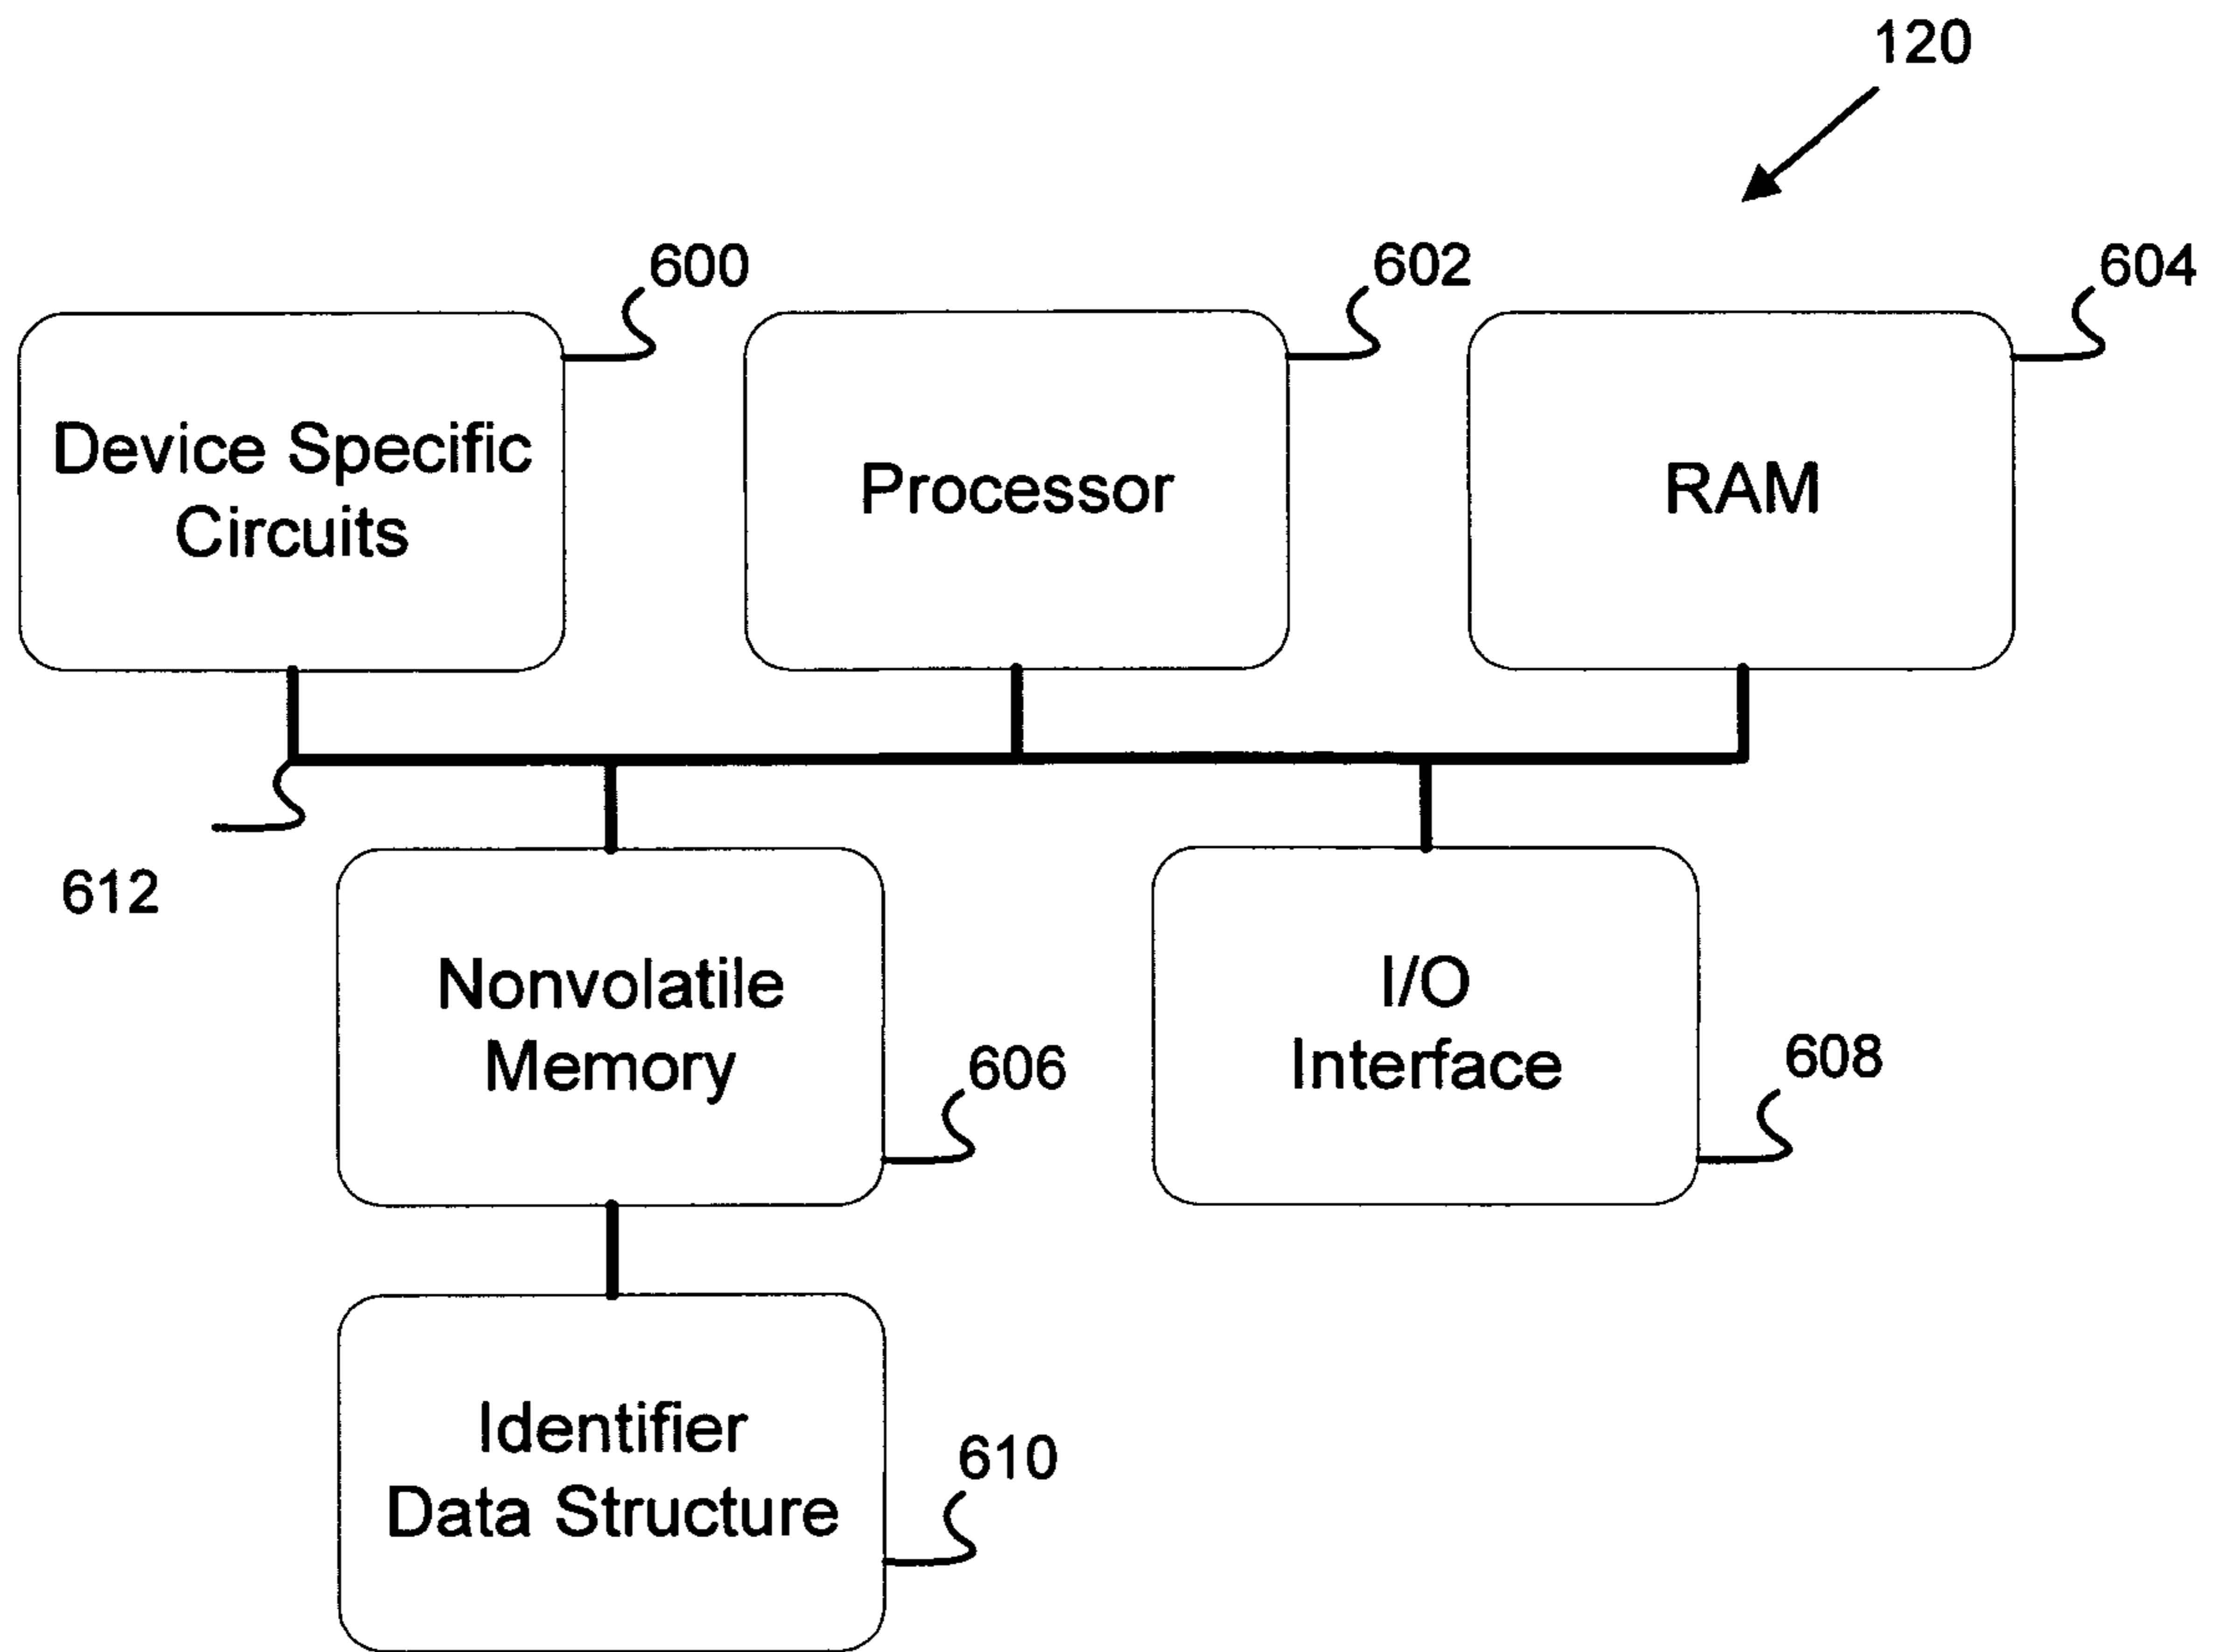 120
600
602
604
Device Specific
Circuits
Processor
RAM
612
Nonvolatile
Memory
606
I/O
Interface
608
Identifier
Data Structure
610